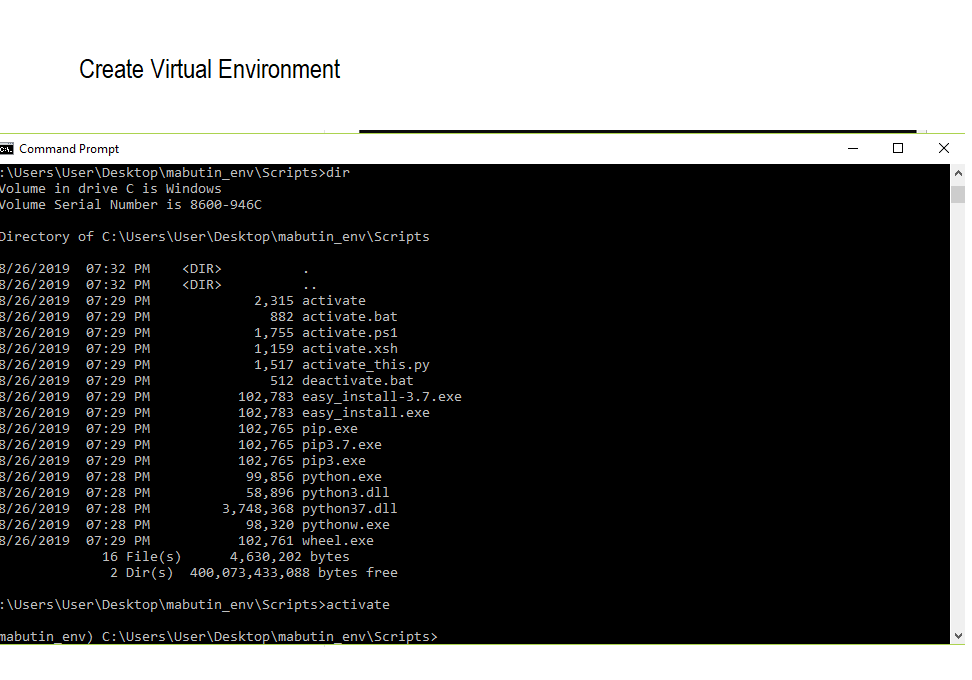 Create Virtual Environment
Command Prompt
:\Users\User\Desktop\mabutin_env\Scripts>dir
Volume in drive C is Windows
Volume Serial Number is 8600-946C
Directory of C:\Users\User\Desktop\mabutin_env\Scripts
8/26/2019  07:32 PM    <DIR>          .
8/26/2019  07:32 PM    <DIR>          ..
8/26/2019  07:29 PM             2,315 activate
8/26/2019  07:29 PM               882 activate.bat
8/26/2019  07:29 PM             1,755 activate.ps1
8/26/2019  07:29 PM             1,159 activate.xsh
8/26/2019  07:29 PM             1,517 activate_this.py
8/26/2019  07:29 PM               512 deactivate.bat
8/26/2019  07:29 PM           102,783 easy_install-3.7.exe
8/26/2019  07:29 PM           102,783 easy_install.exe
8/26/2019  07:29 PM           102,765 pip.exe
8/26/2019  07:29 PM           102,765 pip3.7.exe
8/26/2019  07:29 PM           102,765 pip3.exe
8/26/2019  07:28 PM            99,856 python.exe
8/26/2019  07:28 PM            58,896 python3.dll
8/26/2019  07:28 PM         3,748,368 python37.dll
8/26/2019  07:28 PM            98,320 pythonw.exe
8/26/2019  07:29 PM           102,761 wheel.exe
16 File(s)      4,630,202 bytes
2 Dir(s)  400,073,433,088 bytes free
:\Users\User\Desktop\mabutin_env\Scripts>activate
mabutin_env) C:\Users\User\Desktop\mabutin_env\Scripts>